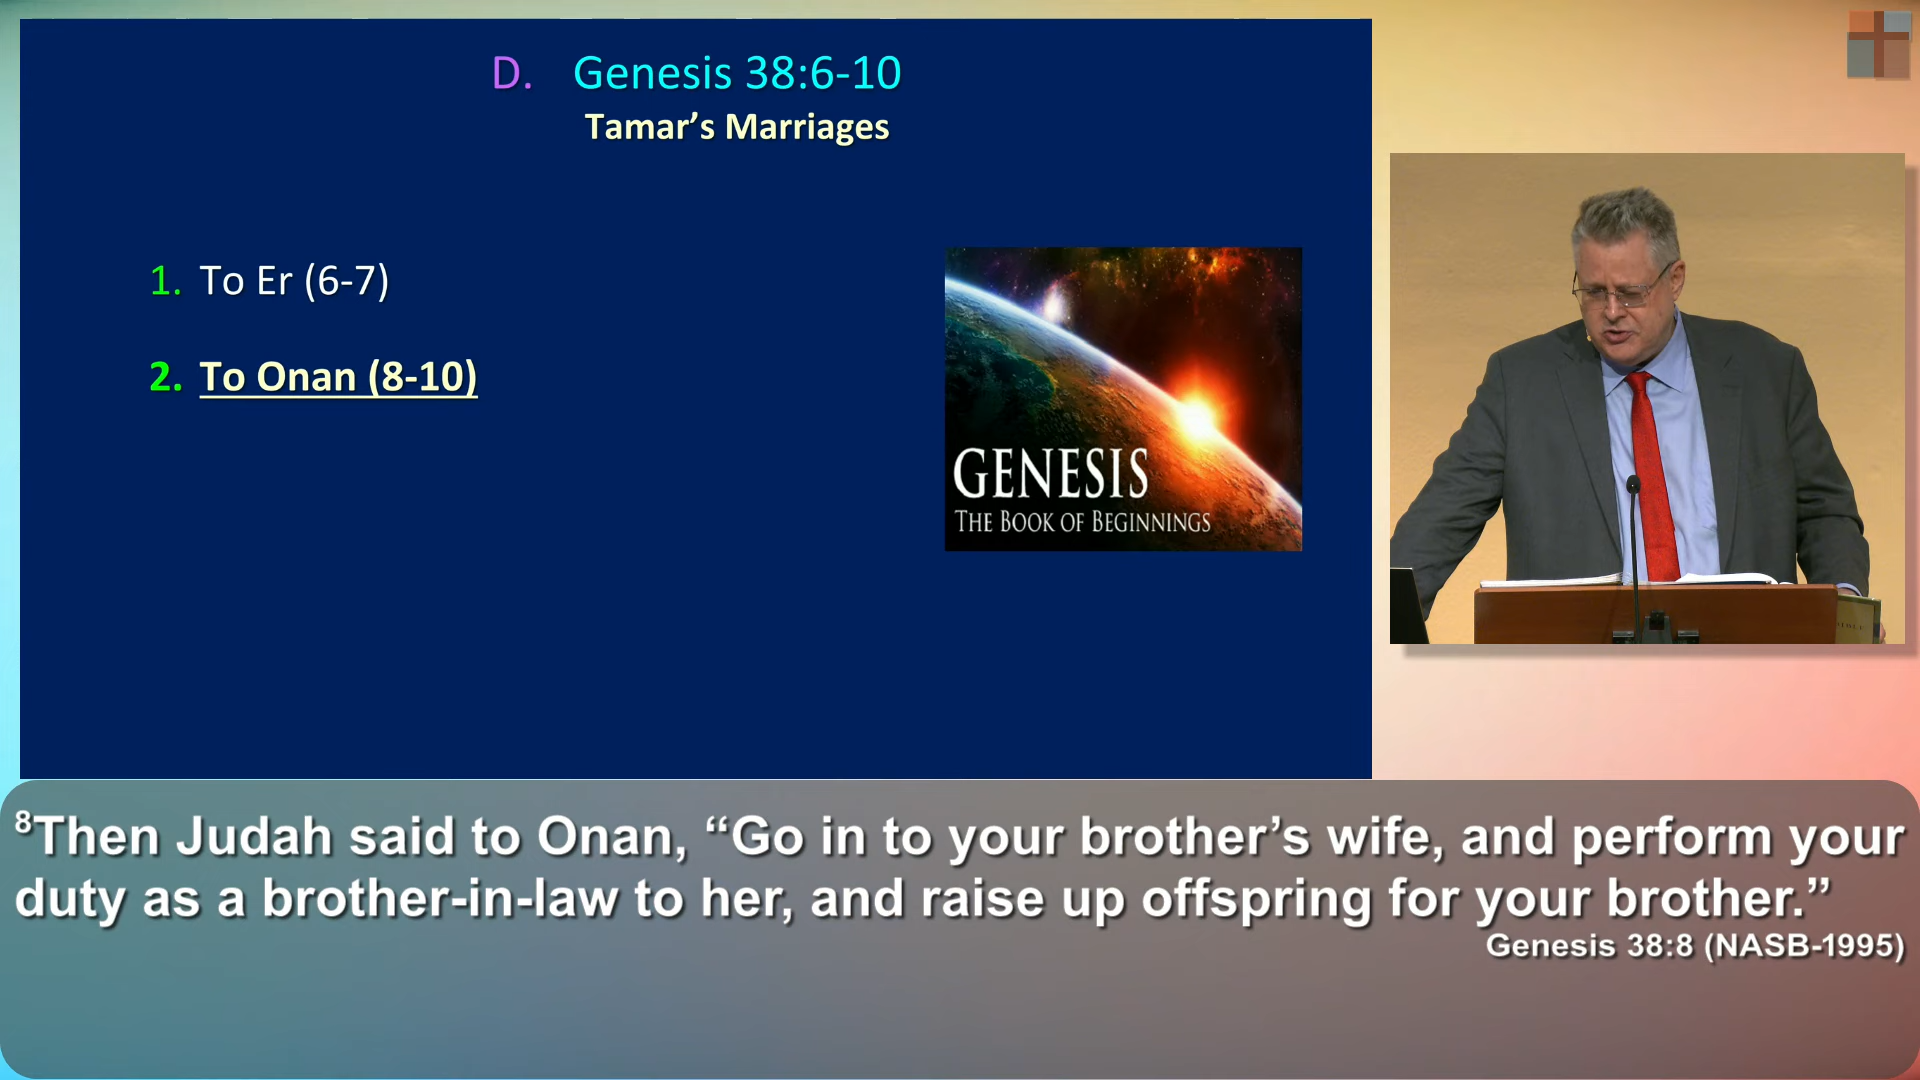 D. Genesis 38:6-10
Tamar’s Marriages
1. To Er (6-7)
2. To Onan (8-10)
GENESIS
THE BOOK OF BEGINNINGS
BIBLE
8Then Judah said to Onan, “Go in to your brother’s wife, and perform your
duty as a brother-in-law to her, and raise up offspring for your brother.”
Genesis 38:8 (NASB-1995)